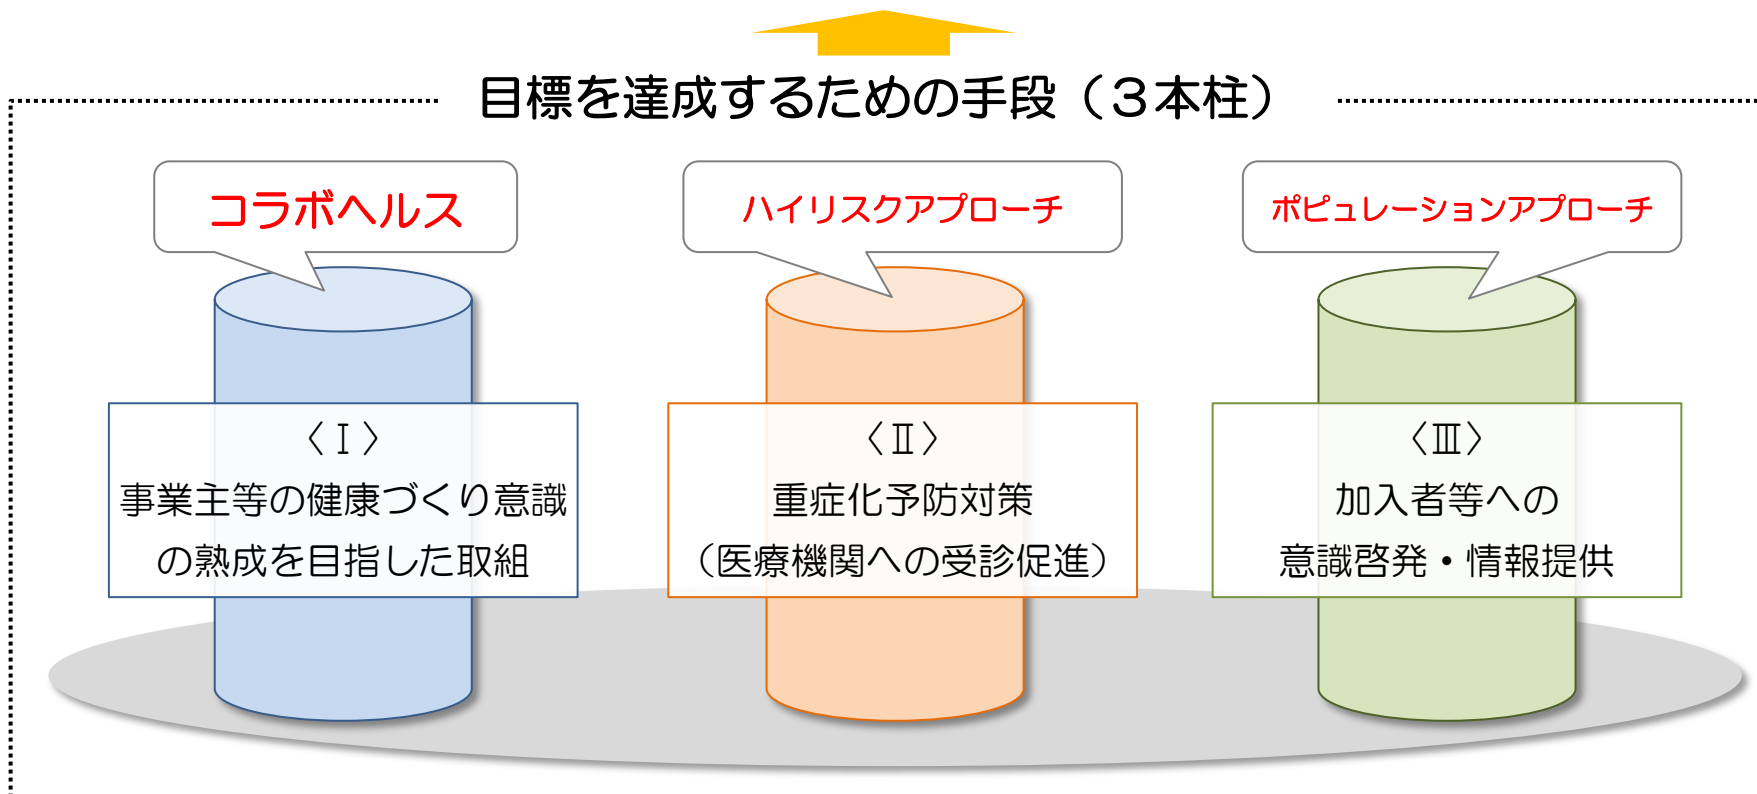 目標を達成するための手段（３本柱）
コラボヘルス
ハイリスクアプローチ
ポピュレーションアプローチ
〈Ⅰ〉
事業主等の健康づくり意識
の熟成を目指した取組
〈Ⅱ〉
重症化予防対策
（医療機関への受診促進）
〈Ⅲ〉
加入者等への
意識啓発・情報提供